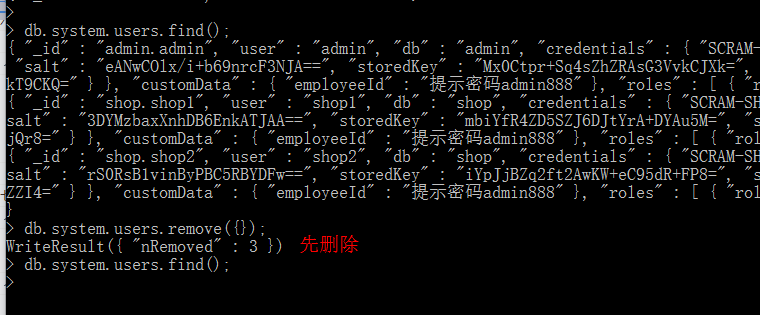 >
> db.system.users.find();
{ "_id" : "admin.admin", "user" : "admin", "db" : "admin", "credentials" : { "SCRAM-
"salt" : "eANwCOlx/i+b69nrcF3NJA==", "storedKey" : "Mx0Ctpr+Sq4sZhZRAsG3VvkCJXk=",
kT9CKQ=" } }, "customData" : { "employeeId" : "提示密码admin888" }, "roles" : [ { "r
{ "_id" : "shop.shop1", "user" : "shop1", "db" : "shop", "credentials" : { "SCRAM-SH
salt" : "3DYMzbaxXnhDB6EnkATJAA==", "storedKey" : "mbiYfR4ZD5SZJ6DJtYrA+DYAu5M=", "s
jQr8=" } }, "customData" : { "employeeId" : "提示密码admin888" }, "roles" : [ { "rol
{ "_id" : "shop.shop2", "user" : "shop2", "db" : "shop", "credentials" : { "SCRAM-SH
salt" : "rS0RsB1vinByPBC5RBYDFw==", "storedKey" : "iYpJjBZq2ft2AwKW+eC95dR+FP8=", "s
ZZI4=" } }, "customData" : { "employeeId" : "提示密码admin888" }, "roles" : [ { "rol
}
> db.system.users.remove({});
WriteResult({ "nRemoved" : 3 }) 先删除
> db.system.users.find();
>